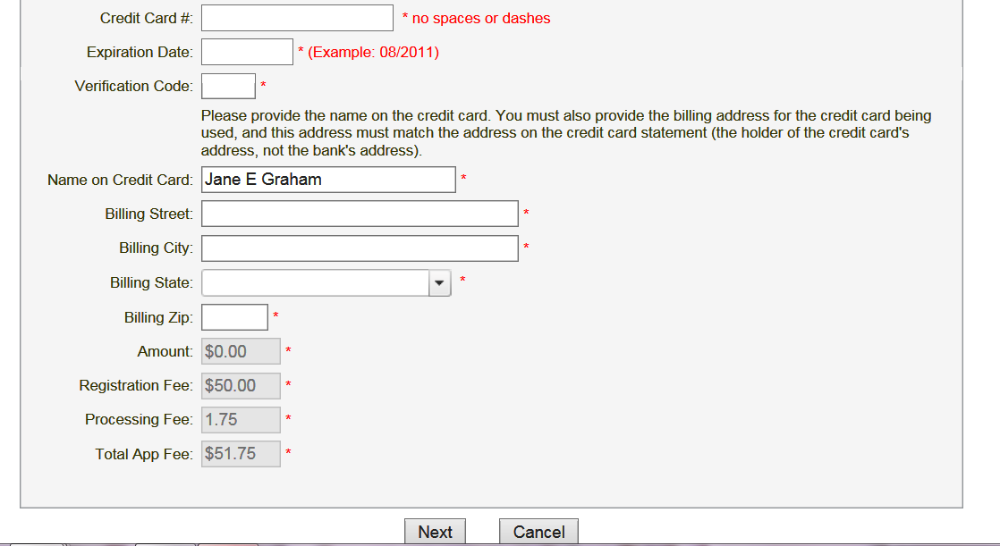 Credit Card #: * no spaces or dashes
Expiration Date: * (Example: 08/2011)
Verification Code: *
Please provide the name on the credit card. You must also provide the billing address for the credit card being
used, and this address must match the address on the credit card statement (the holder of the credit card's
address, not the bank's address).
Name on Credit Card: Jane E Graham *
Billing Street: *
Billing City: *
Billing State: *
Billing Zip: *
Amount: $0.00 *
Registration Fee: $50.00 *
Processing Fee: 1.75 *
Total App Fee: $51.75 *
Next Cancel